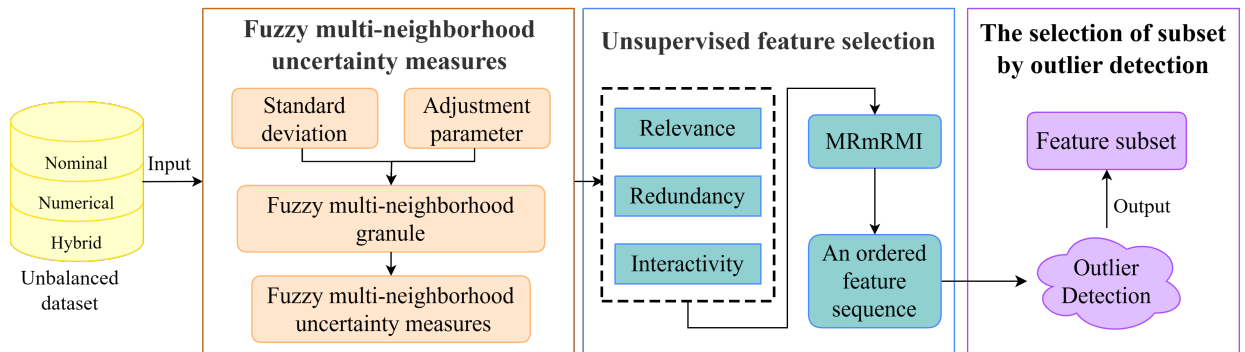 Nominal
Numerical
Hybrid
Unbalanced
dataset
Input
Fuzzy multi-neighborhood
uncertainty measures
Standard
deviation
Adjustment
parameter
Fuzzy multi-neighborhood
granule
Fuzzy multi-neighborhood
uncertainty measures
Unsupervised feature selection
Relevance
Redundancy
Interactivity
MRmRMI
An ordered
feature
sequence
The selection of subset
by outlier detection
Feature subset
Output
Outlier
Detection